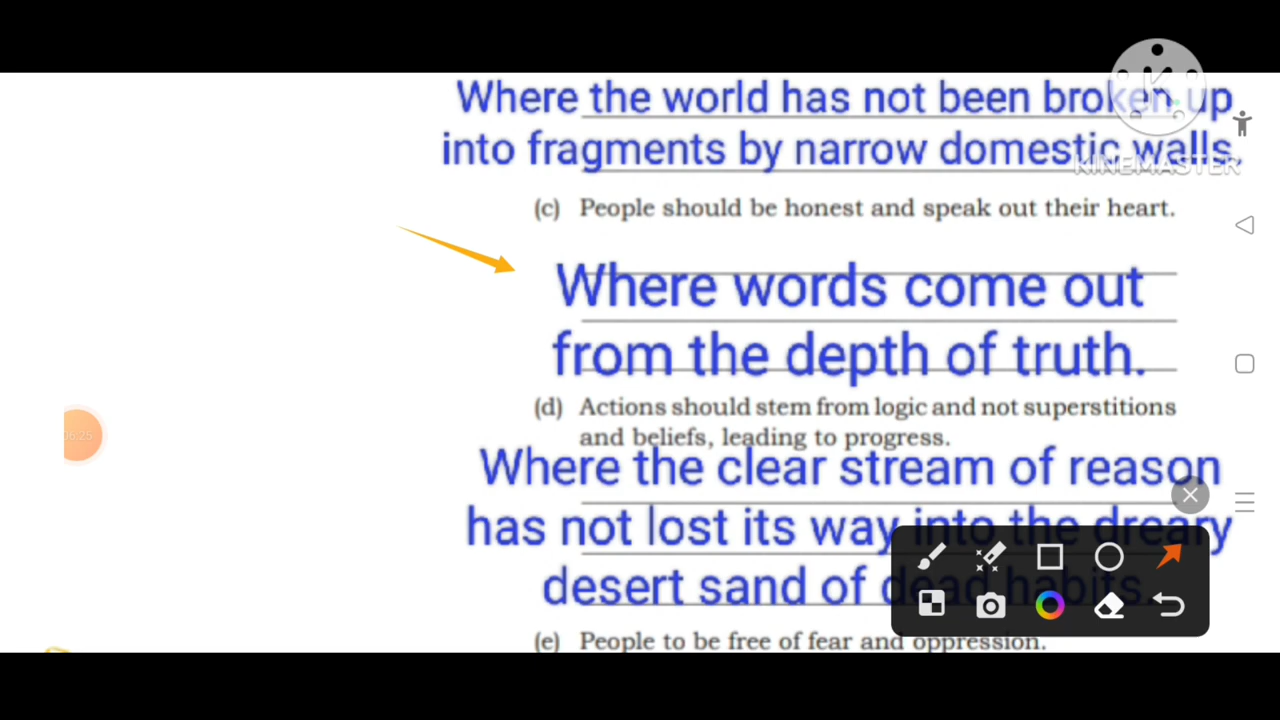 Where the world has not been broken up
into fragments by narrow domestic walls.
KINEMASTER
(c) People should be honest and speak out their heart.
Where words come out
from the depth of truth.
(d) Actions should stem from logic and not superstitions
and beliefs, leading to progress.
Where the clear stream of reason
has not lost its way into the dreary
desert sand of dead habits.
(e) People to be free of fear and oppression.
06:25